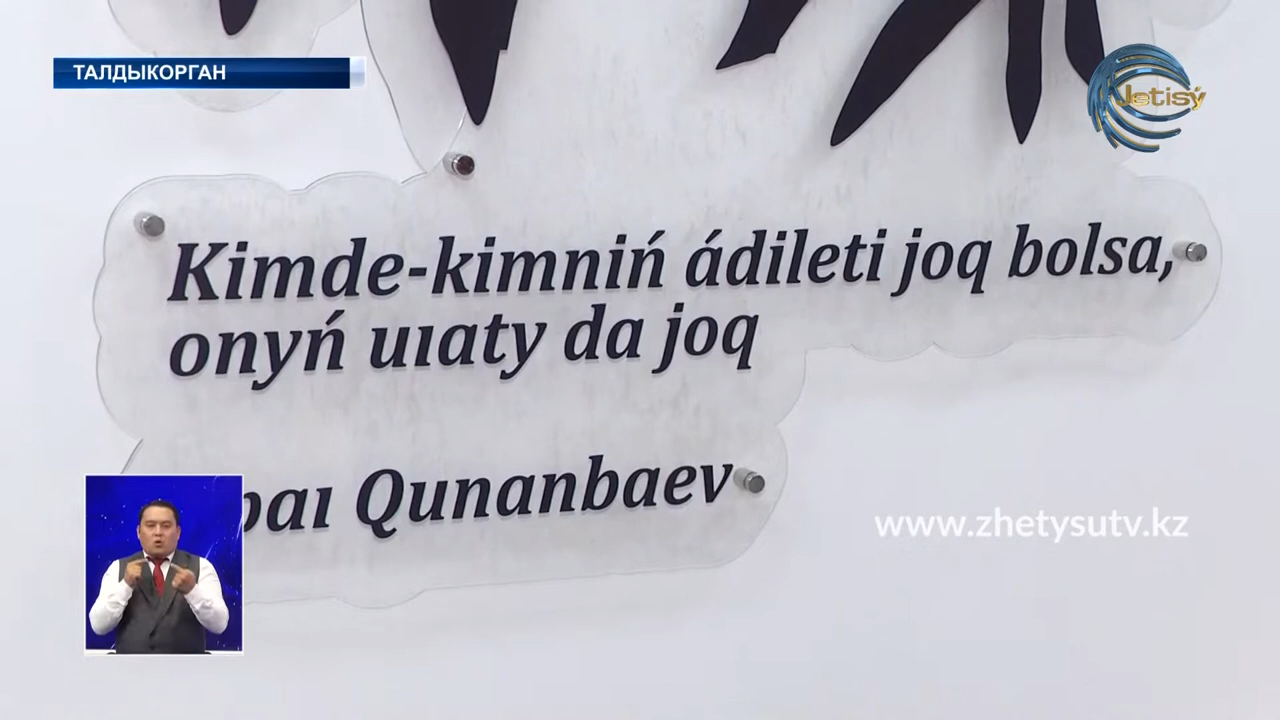 ТАЛДЫКОРГАН
Jetisý
Kimde-kimniń ádileti joq bolsa,
onyń uıaty da joq
Qunanbaev
www.zhetysutv.kz